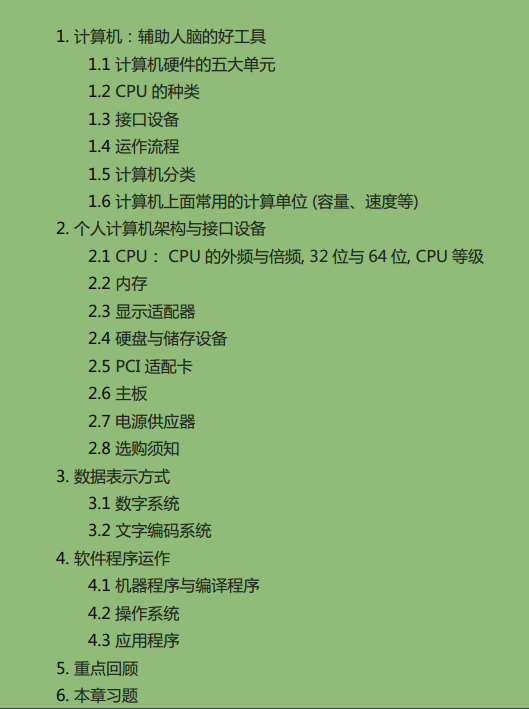 1. 计算机：辅助人脑的好工具
1.1 计算机硬件的五大单元
1.2 CPU 的种类
1.3 接口设备
1.4 运作流程
1.5 计算机分类
1.6 计算机上面常用的计算单位 (容量、速度等)
2. 个人计算机架构与接口设备
2.1 CPU： CPU 的外频与倍频, 32 位与 64 位, CPU 等级
2.2 内存
2.3 显示适配器
2.4 硬盘与储存设备
2.5 PCI 适配卡
2.6 主板
2.7 电源供应器
2.8 选购须知
3. 数据表示方式
3.1 数字系统
3.2 文字编码系统
4. 软件程序运作
4.1 机器程序与编译程序
4.2 操作系统
4.3 应用程序
5. 重点回顾
6. 本章习题